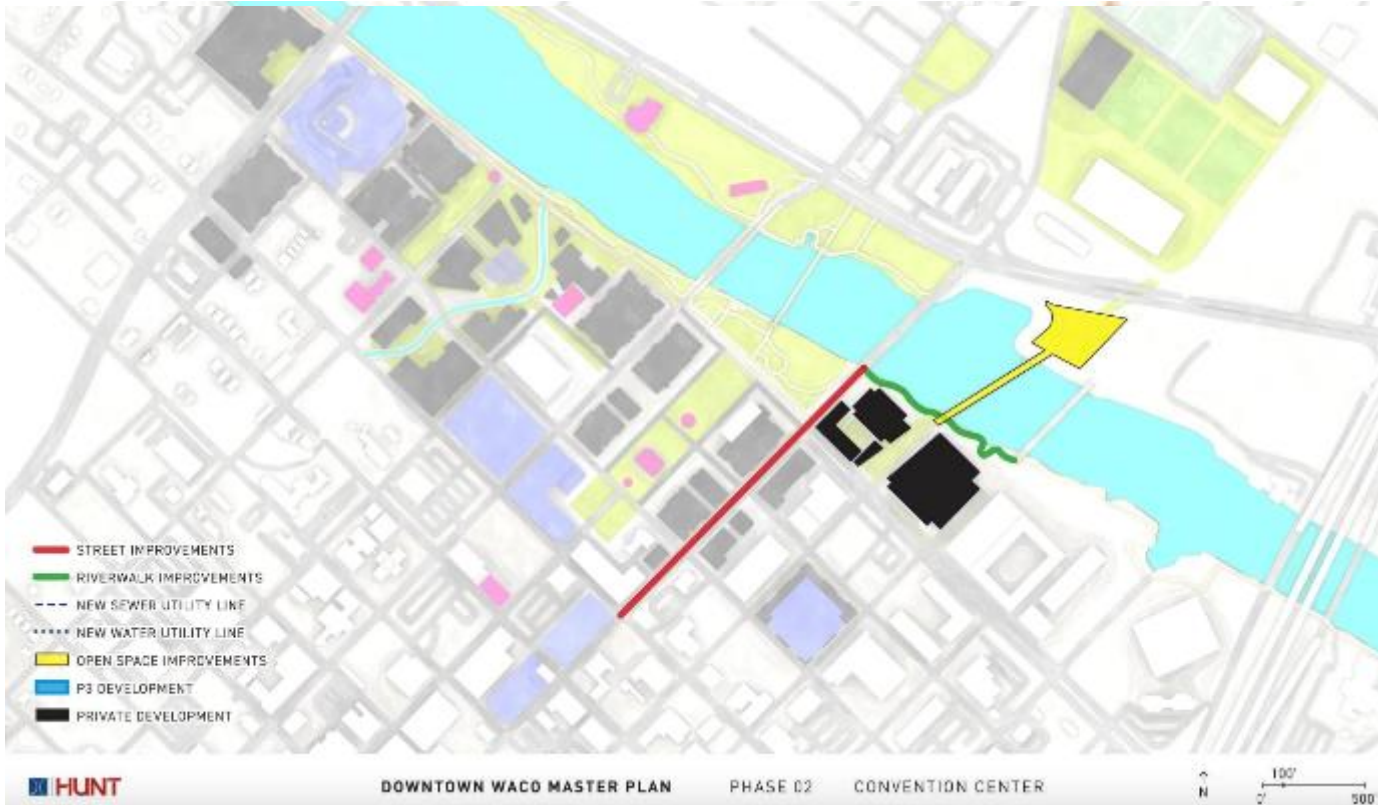 STREET IMPROVEMENTS
RIVERWALK IMPROVEMENTS
NEW SEWER UTILITY LINE
NEW WATER UTILITY LINE
OPEN SPACE IMPROVEMENTS
P3 DEVELOPMENT
PRIVATE DEVELOPMENT
HUNT
DOWNTOWN WACO MASTER PLAN PHASE 02 CONVENTION CENTER
N
100'
0' 500'